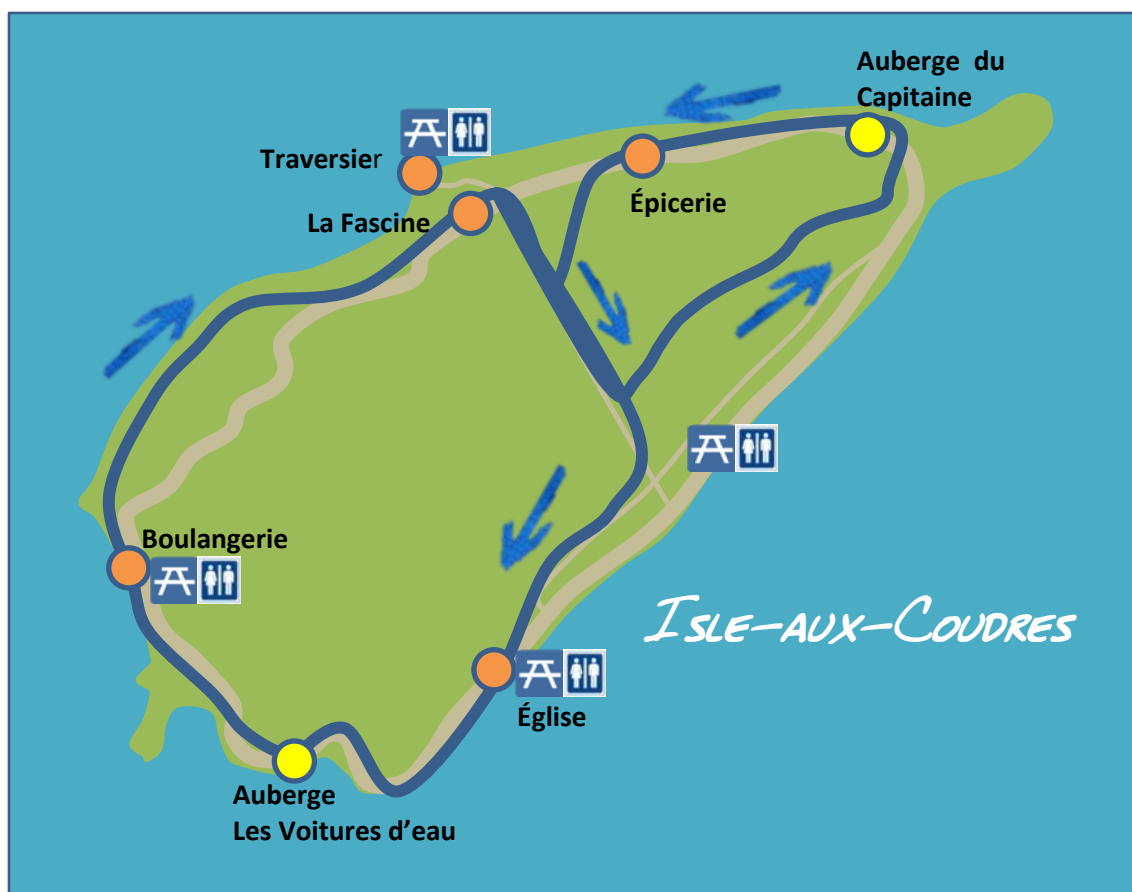 Auberge du
Capitaine
Traversier
La Fascine
Épicerie
Boulangerie
Isle-aux-Coudres
Église
Auberge
Les Voitures d’eau